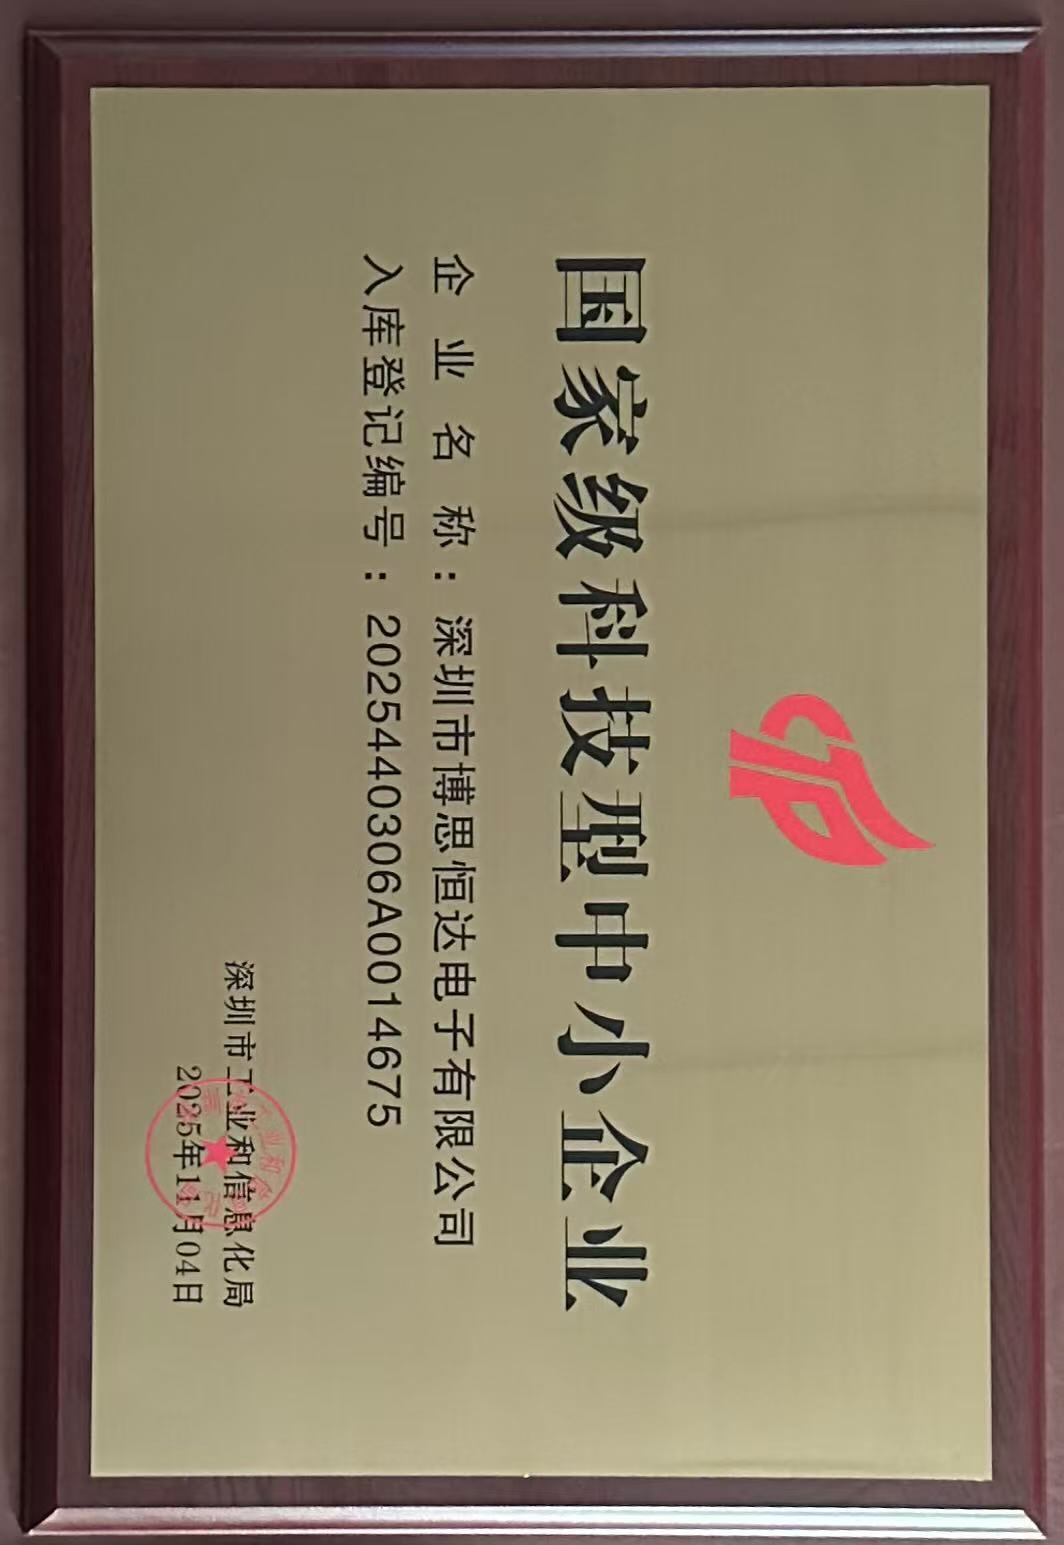 国家级科技型中小企业
企业名称：深圳市博思恒达电子有限公司
入库登记编号：2025440306A0014675
深圳市工业和信息化局
2025年11月04日